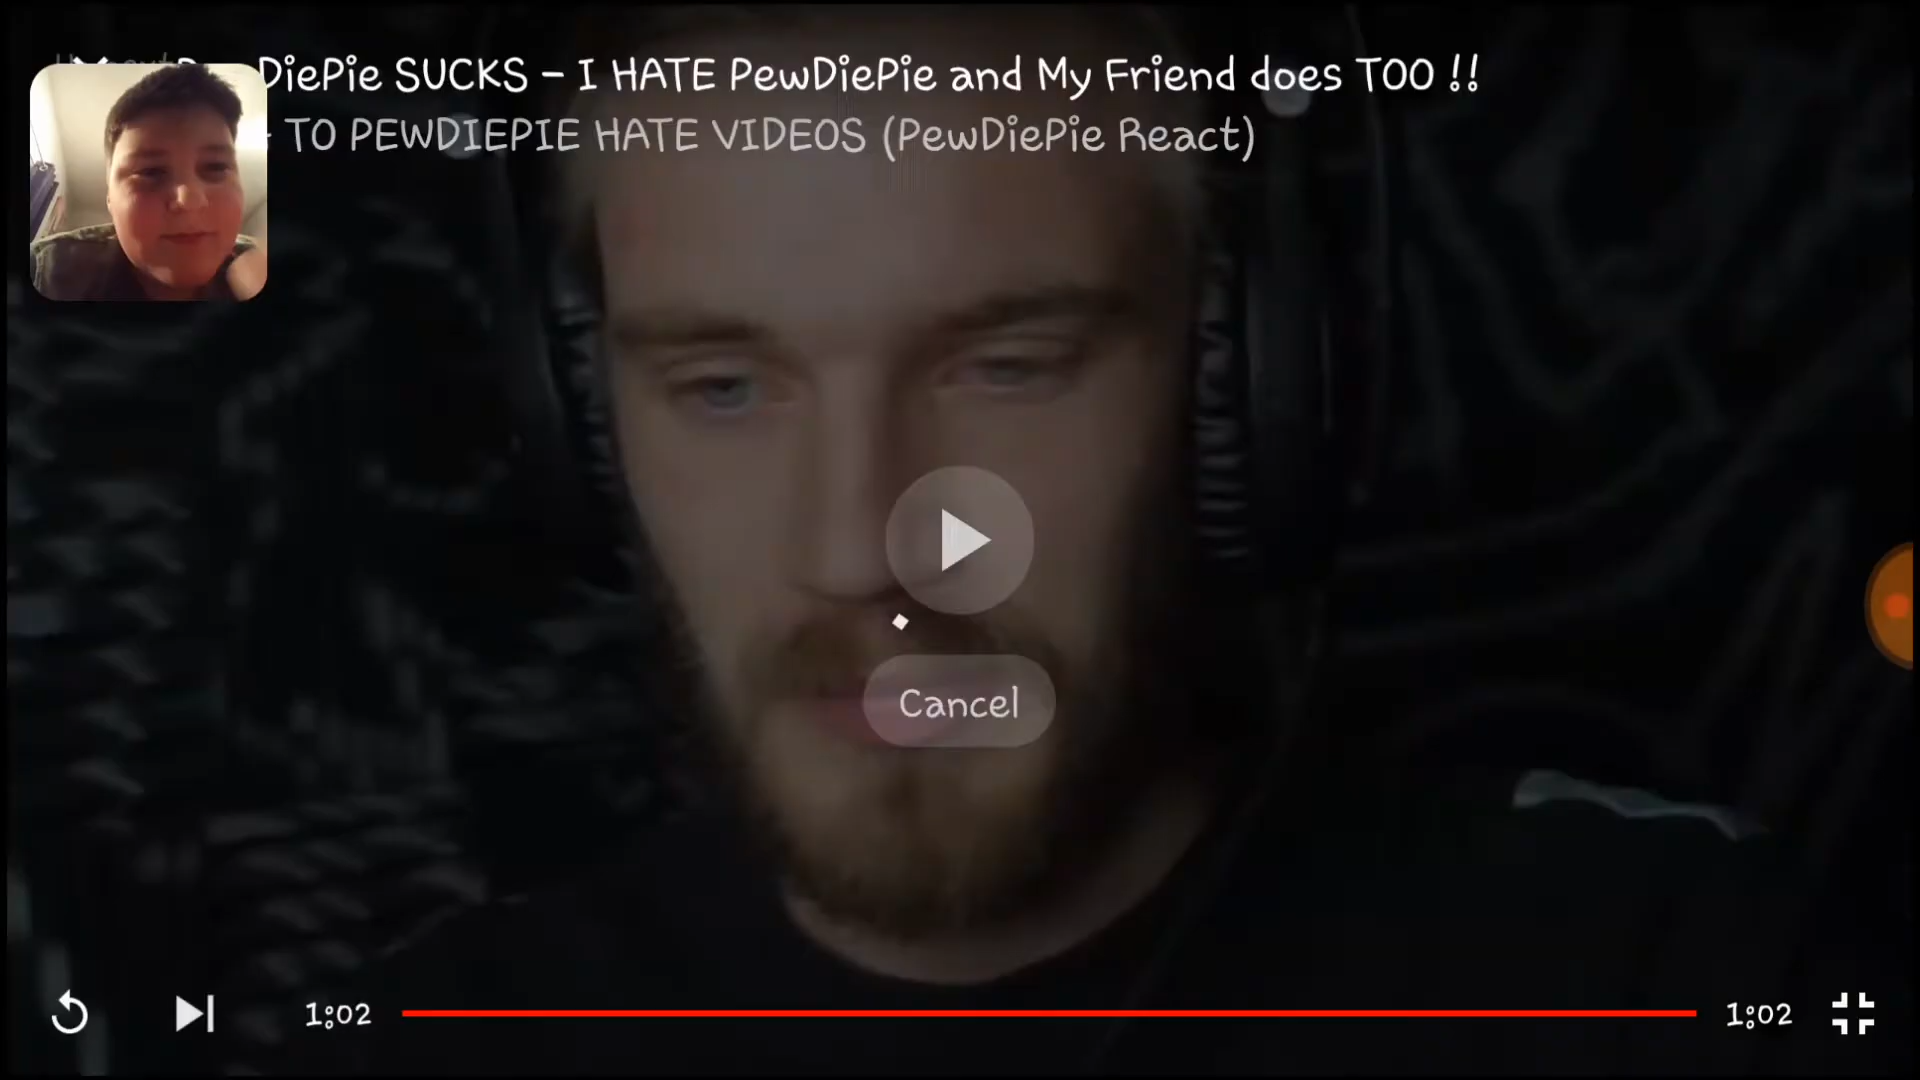 DiePie SUCKS – I HATE PewDiePie and My Friend does TOO !!
TO PEWDIEPIE HATE VIDEOS (PewDiePie React)
Cancel
1:02
1:02